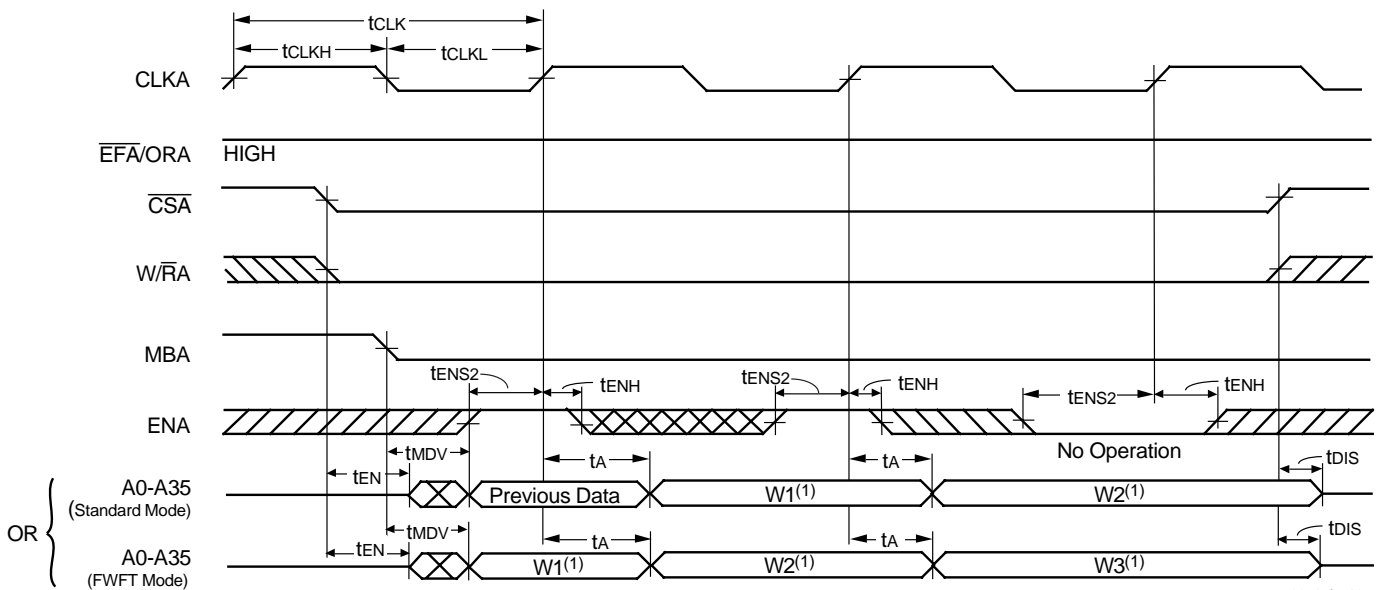 tCLK
tCLKH tCLKL
CLKA
EFA/ORA HIGH
CSA
W/RA
MBA
tENS2 tENH tENS2 tENH tENS2 tENH
ENA
No Operation
tMDV tA tA tDIS
tEN
A0-A35 Previous Data W1(1) W2(1)
(Standard Mode)
OR
tMDV tA tA tDIS
tEN
A0-A35 W1(1) W2(1) W3(1)
(FWFT Mode)